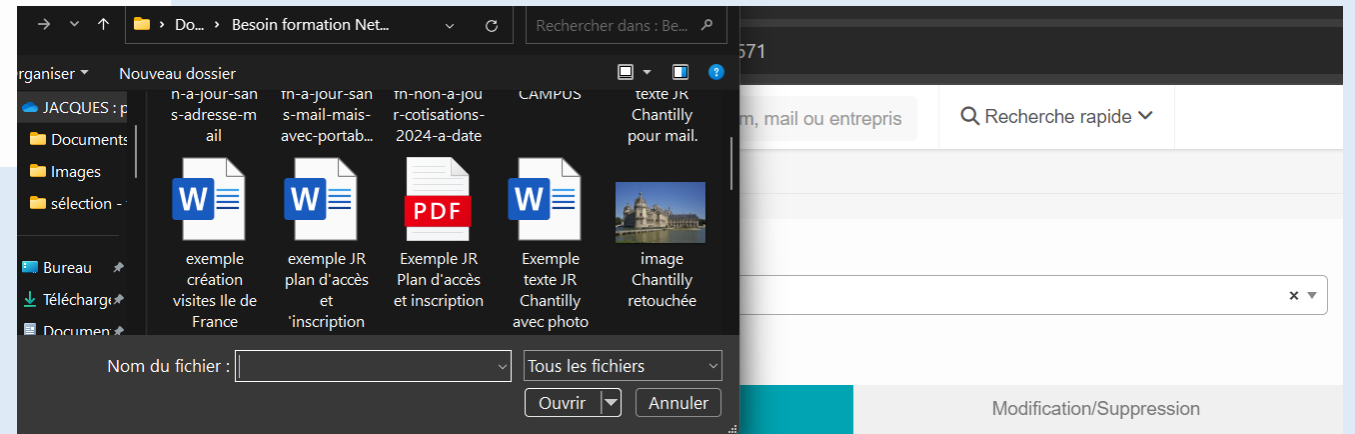 Do... › Besoin formation Net...
Rechercher dans : Be...
571
rganiser
Nouveau dossier
JACQUES : p
Documents
Images
sélection -
Bureau
Télécharge
Documen
n-a-jour-san
s-adresse-m
ail
fn-a-jour-san
s-mail-mais-
avec-portab...
fn-non-a-jou
r-cotisations-
2024-a-date
CAMPUS
texte JR
Chantilly
pour mail.
W
exemple
création
visites Ile de
France
W
exemple JR
plan d'accès
et
'inscription
PDF
Exemple JR
Plan d'accès
et inscription
W
Exemple
texte JR
Chantilly
avec photo
image
Chantilly
retouchée
Nom du fichier :
Tous les fichiers
Ouvrir
Annuler
m, mail ou entrepris
Recherche rapide
Modification/Suppression